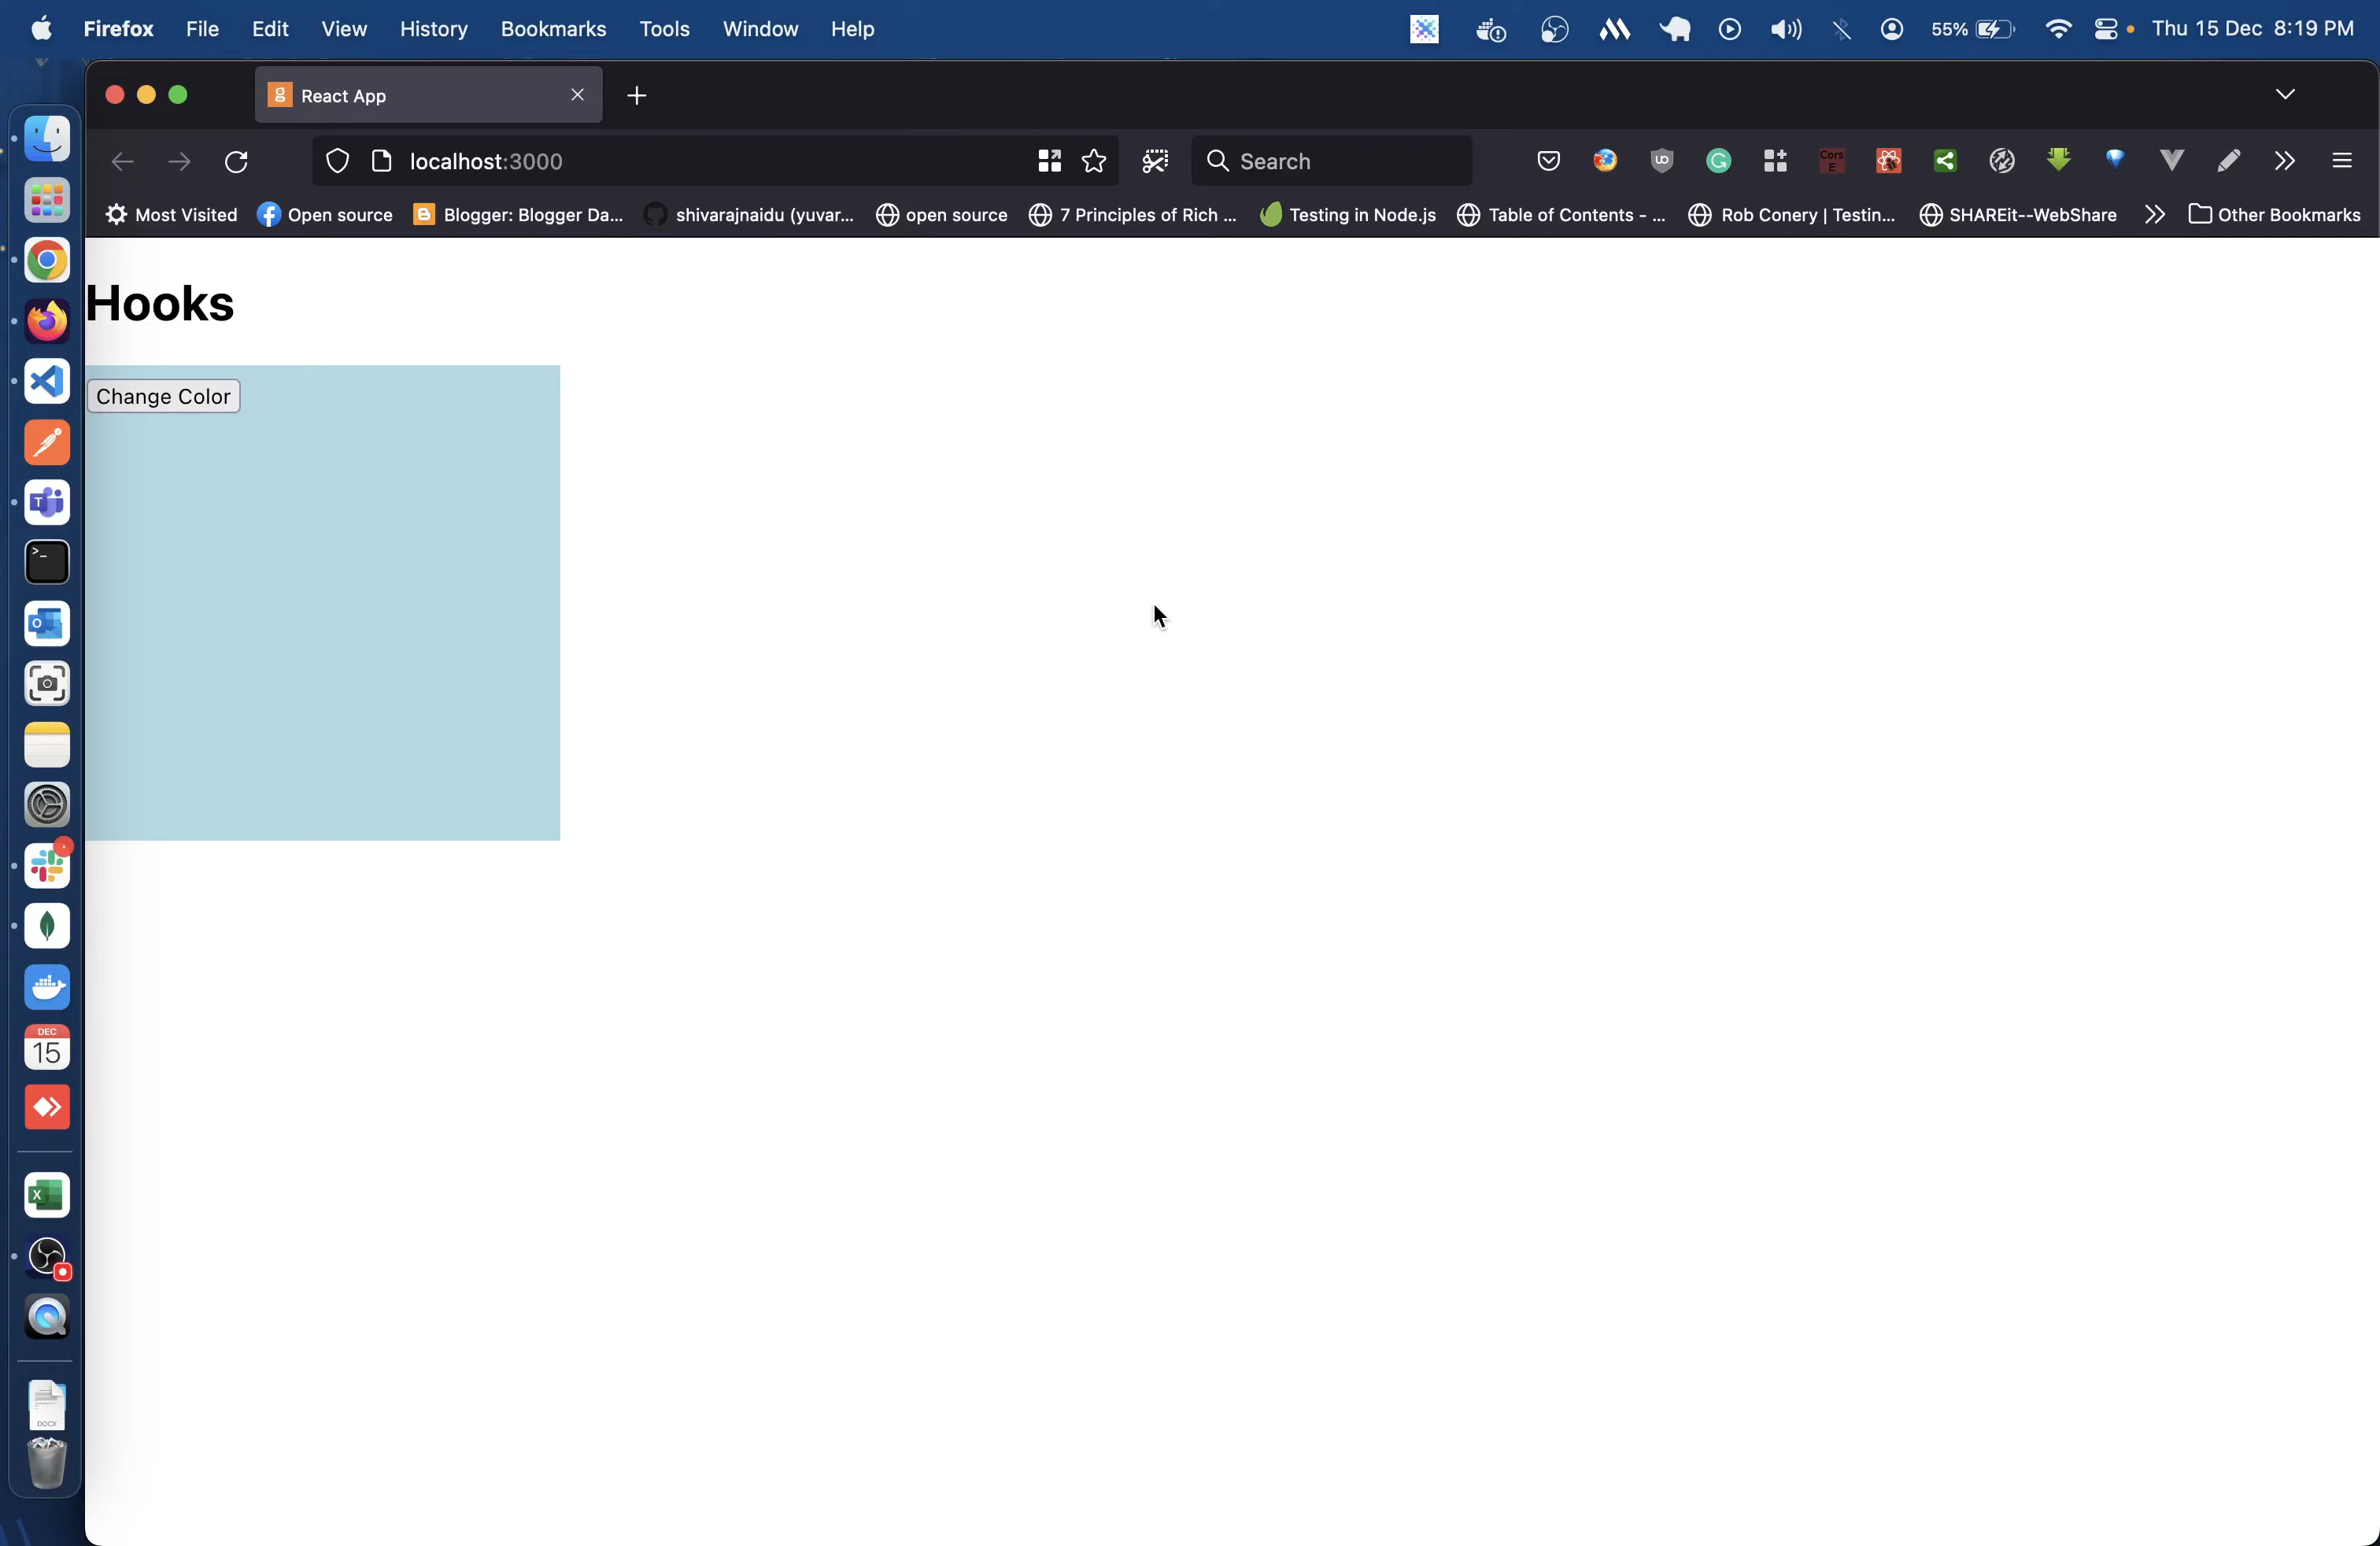 Firefox File Edit View History Bookmarks Tools Window Help 55% Thu 15 Dec 8:19 PM
React App
localhost:3000 Search
Cors
E
Most Visited Open source Blogger: Blogger Da... shivarajnaidu (yuvar... open source 7 Principles of Rich ... Testing in Node.js Table of Contents - ... Rob Conery | Testin... SHAREit--WebShare Other Bookmarks
Hooks
Change Color
DEC
15
DOCX